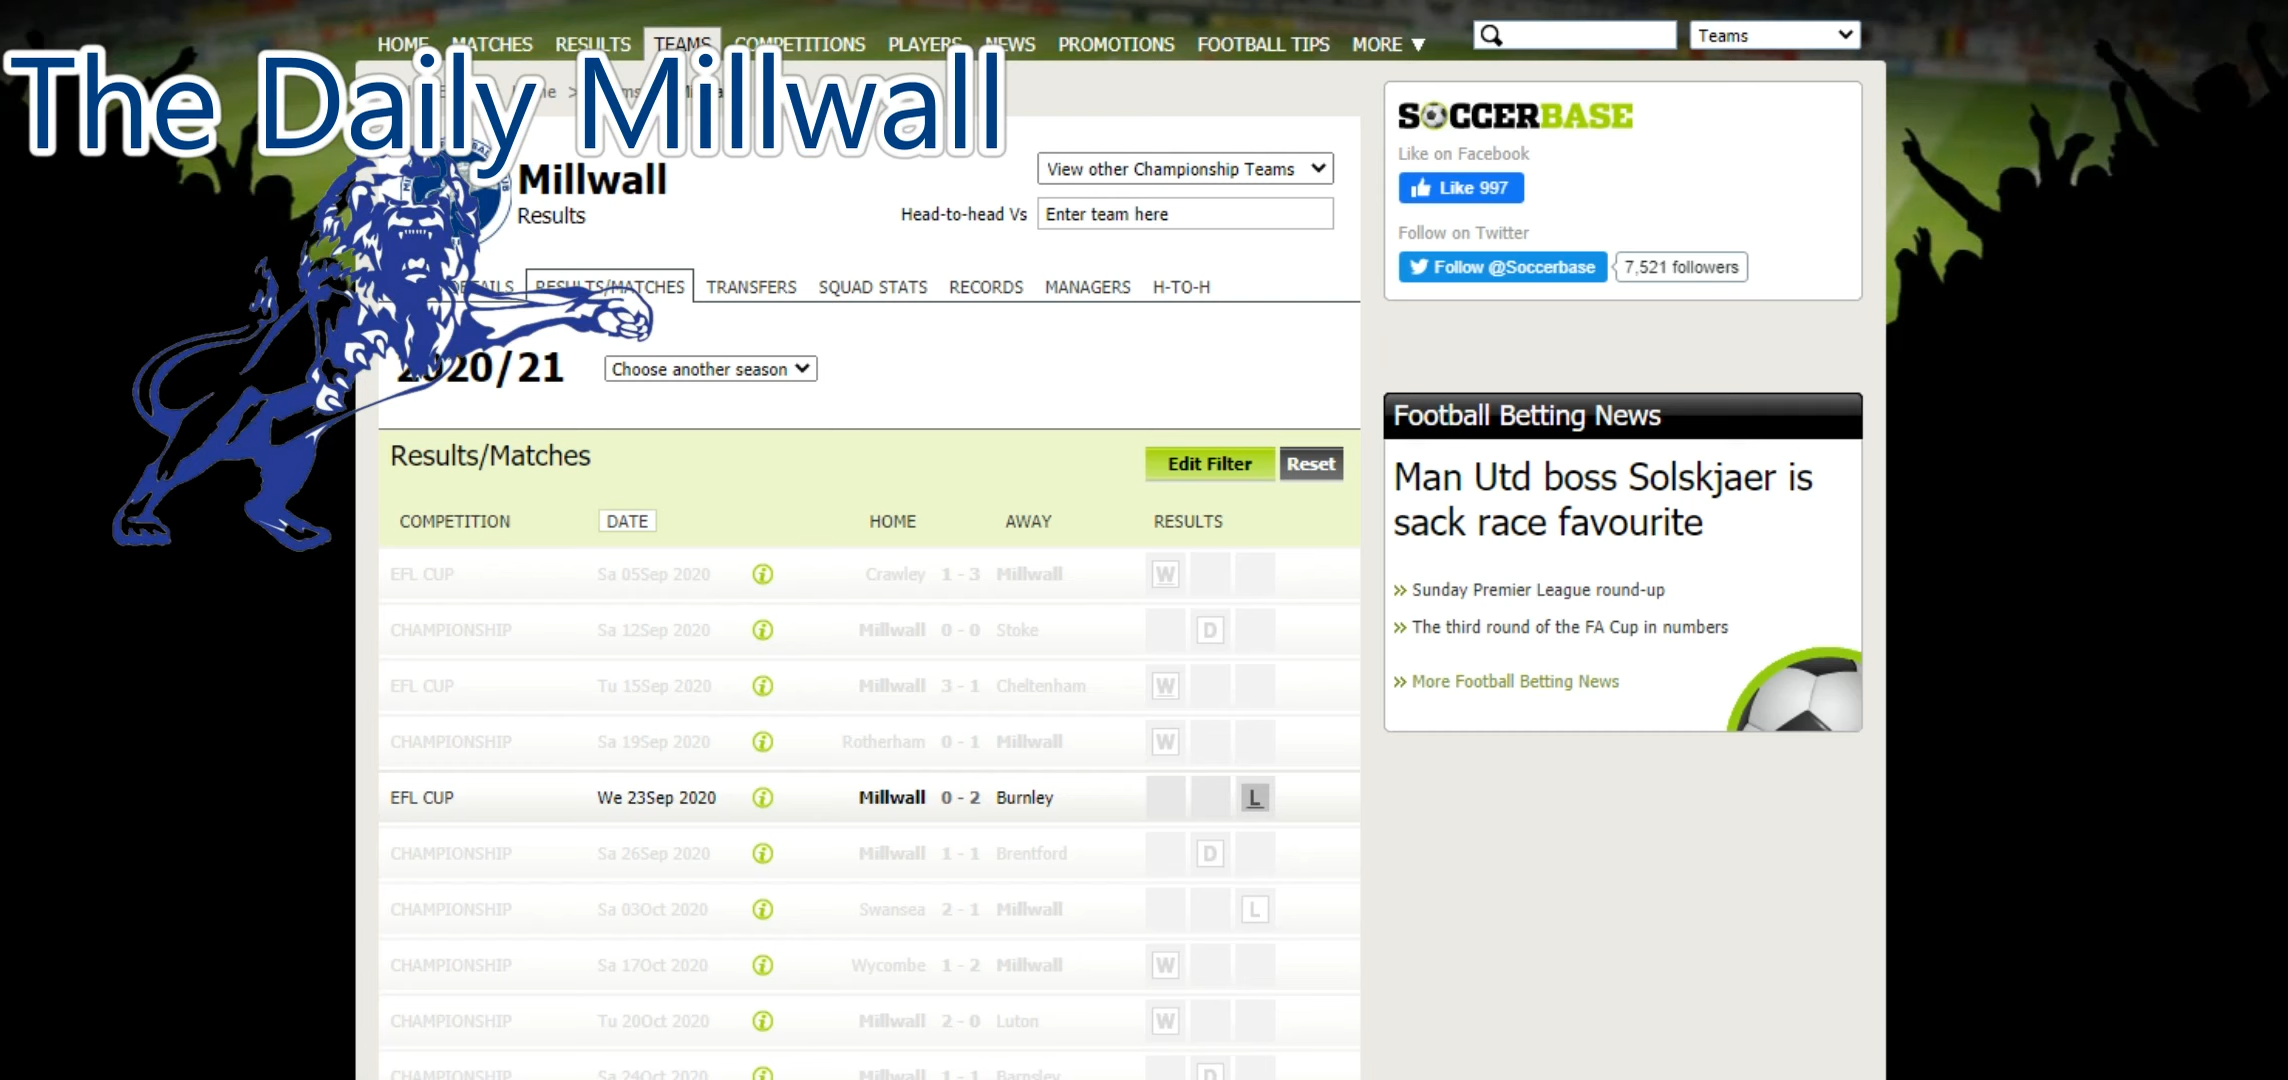 HOME MATCHES RESULTS TEAMS COMPETITIONS PLAYERS NEWS PROMOTIONS FOOTBALL TIPS MORE ▼ Teams
The Daily Millwall
SOCCERBASE
Like on Facebook
Like 997
Follow on Twitter
Follow @Soccerbase 7,521 followers
Millwall
Results
View other Championship Teams
Head-to-head Vs Enter team here
RESULTS/MATCHES TRANSFERS SQUAD STATS RECORDS MANAGERS H-TO-H
2020/21 Choose another season
Results/Matches Edit Filter Reset
COMPETITION DATE HOME AWAY RESULTS
EFL CUP Sa 05Sep 2020 Crawley 1 - 3 Millwall W
CHAMPIONSHIP Sa 12Sep 2020 Millwall 0 - 0 Stoke D
EFL CUP Tu 15Sep 2020 Millwall 3 - 1 Cheltenham W
CHAMPIONSHIP Sa 19Sep 2020 Rotherham 0 - 1 Millwall W
EFL CUP We 23Sep 2020 Millwall 0 - 2 Burnley L
CHAMPIONSHIP Sa 26Sep 2020 Millwall 1 - 1 Brentford D
CHAMPIONSHIP Sa 03Oct 2020 Swansea 2 - 1 Millwall L
CHAMPIONSHIP Sa 17Oct 2020 Wycombe 1 - 2 Millwall W
CHAMPIONSHIP Tu 20Oct 2020 Millwall 2 - 0 Luton W
CHAMPIONSHIP Sa 24Oct 2020 Millwall 1 - 1 Barnsley D
Football Betting News
Man Utd boss Solskjaer is
sack race favourite
» Sunday Premier League round-up
» The third round of the FA Cup in numbers
» More Football Betting News